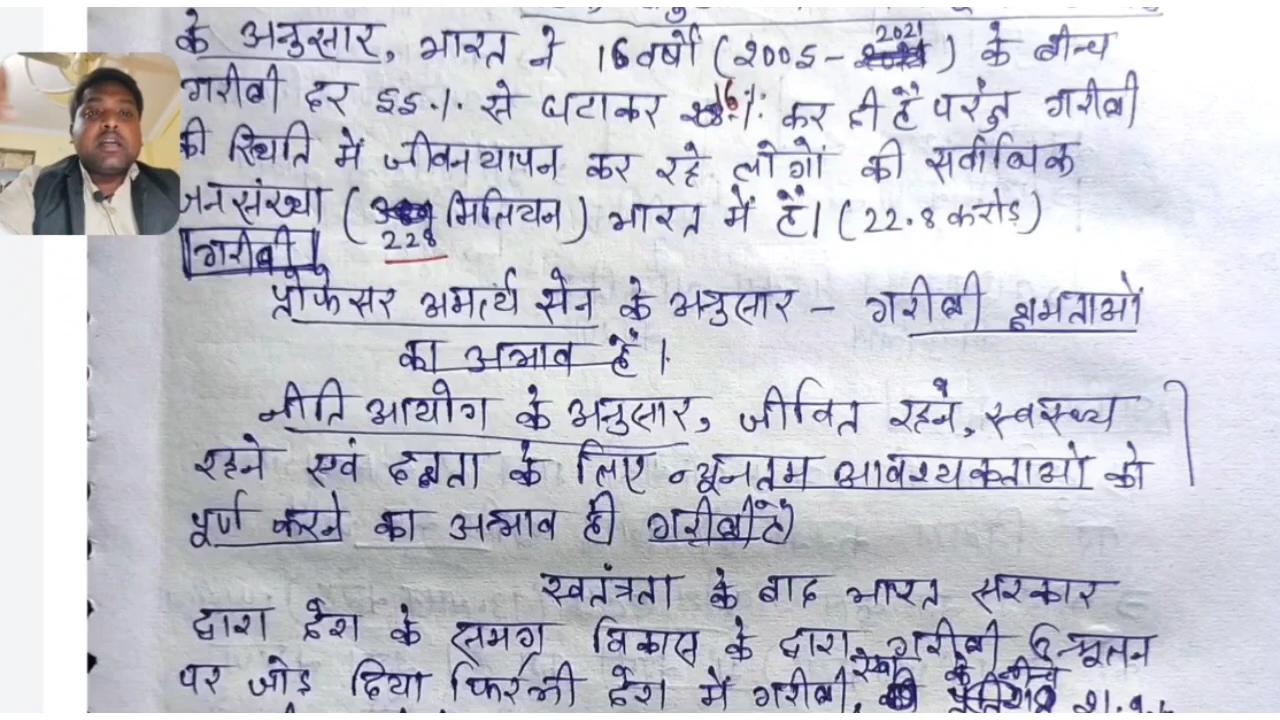 के अनुसार, भारत ने 16 वर्षों (2005-2021) के बीच
गरीबी दर 55.1. से घटाकर 16.1. कर दी है परंतु गरीबी
की स्थिति में जीवनयापन कर रहे लोगों की सर्वाधिक
जनसंख्या (228 मिलियन) भारत में है। (22.8 करोड़)
गरीबी
प्रोफेसर अमर्त्य सेन के अनुसार - गरीबी क्षमताओं
का अभाव है।
नीति आयोग के अनुसार, जीवित रहने, स्वस्थ्य
रहने एवं दक्षता के लिए न्यूनतम आवश्यकताओं को
पूर्ण करने का अभाव ही गरीबी है
स्वतंत्रता के बाद भारत सरकार
द्वारा देश के समग्र विकास के द्वारा गरीबी उन्मूलन
पर जोड़ दिया फिर भी देश में गरीबी रेखा के नीचे